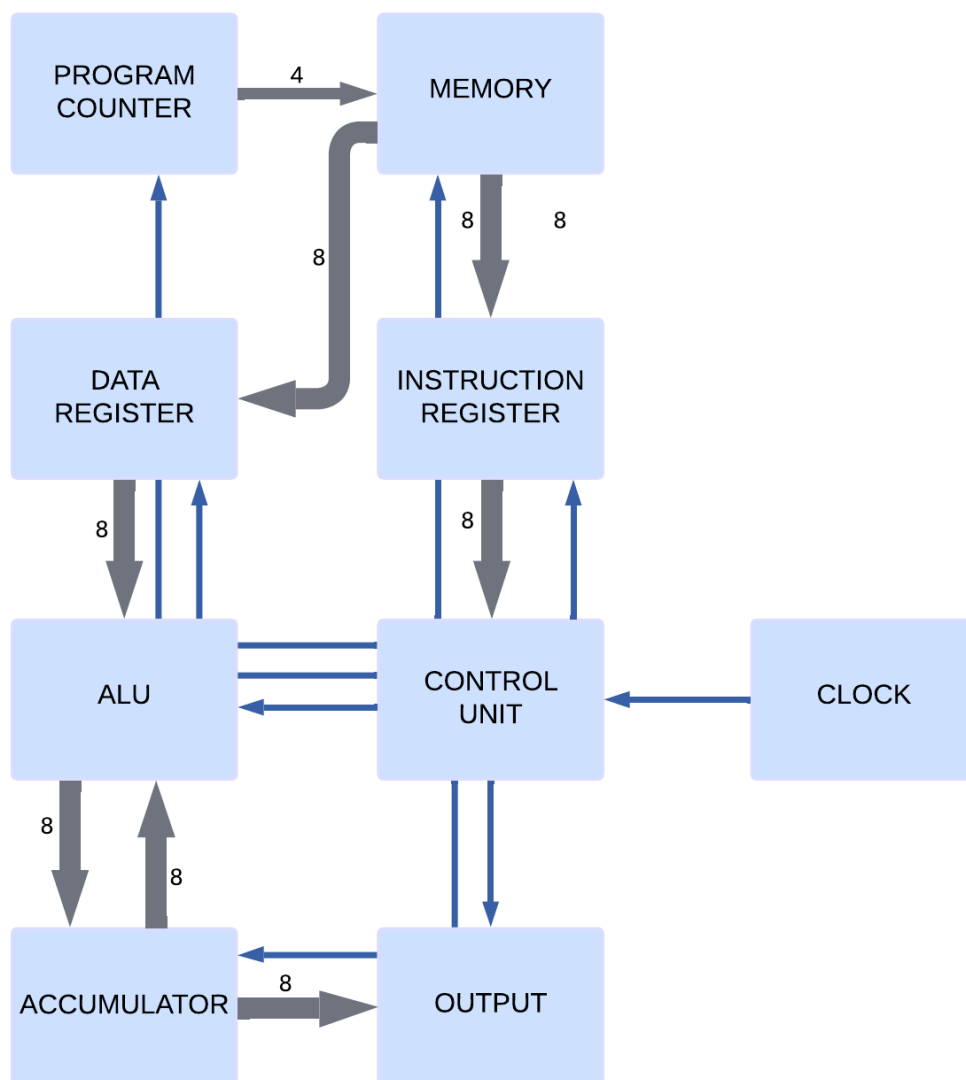 PROGRAM
COUNTER
4
MEMORY
8
8
8
DATA
REGISTER
INSTRUCTION
REGISTER
8
8
ALU
CONTROL
UNIT
CLOCK
8
8
ACCUMULATOR
8
OUTPUT